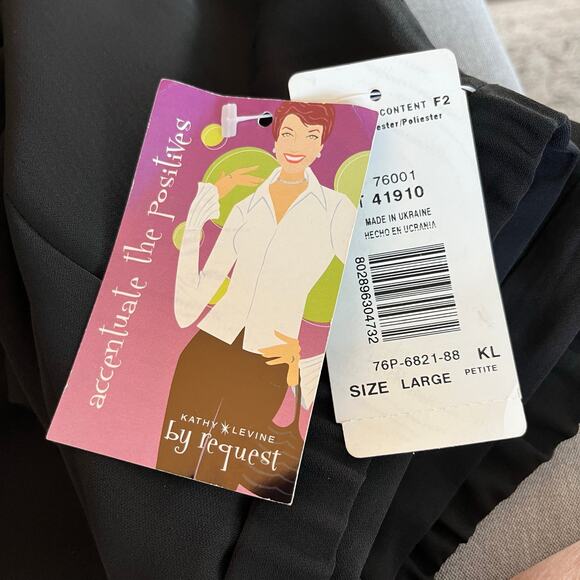 accentuate the positives
KATHY LEVINE
by request
CONTENT F2
ester/Poliester
76001
41910
MADE IN UKRAINE
HECHO EN UCRANIA
802896304732
76P-6821-88 KL
SIZE LARGE PETITE